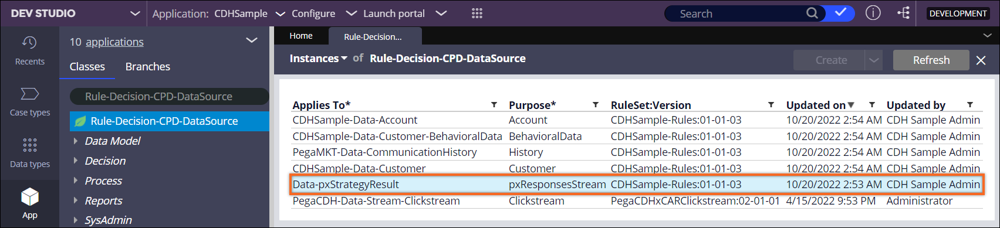 DEV STUDIO Application: CDHSample Configure Launch portal Search DEVELOPMENT
Recents
Case types
Data types
App
10 applications
Classes Branches
Rule-Decision-CPD-DataSource
Rule-Decision-CPD-DataSource
Data Model
Decision
Process
Reports
SysAdmin
Home Rule-Decision...
Instances of Rule-Decision-CPD-DataSource Create Refresh
Applies To* Purpose* RuleSet:Version Updated on Updated by
CDHSample-Data-Account Account CDHSample-Rules:01-01-03 10/20/2022 2:54 AM CDH Sample Admin
CDHSample-Data-Customer-BehavioralData BehavioralData CDHSample-Rules:01-01-03 10/20/2022 2:54 AM CDH Sample Admin
PegaMKT-Data-CommunicationHistory History CDHSample-Rules:01-01-03 10/20/2022 2:54 AM CDH Sample Admin
CDHSample-Data-Customer Customer CDHSample-Rules:01-01-03 10/20/2022 2:54 AM CDH Sample Admin
Data-pxStrategyResult pxResponsesStream CDHSample-Rules:01-01-03 10/20/2022 2:53 AM CDH Sample Admin
PegaCDH-Data-Stream-Clickstream Clickstream PegaCDHxCARClickstream:02-01-01 4/15/2022 9:53 PM Administrator